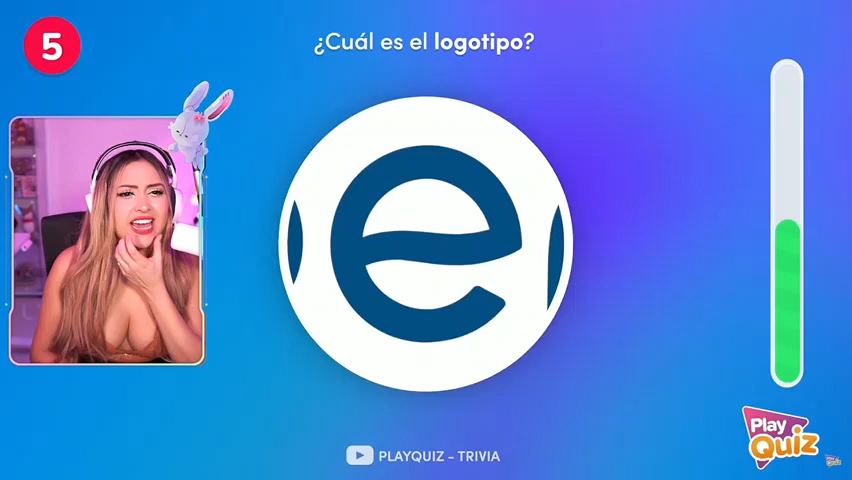 5
¿Cuál es el logotipo?
e
PLAYQUIZ - TRIVIA
Play
Quiz